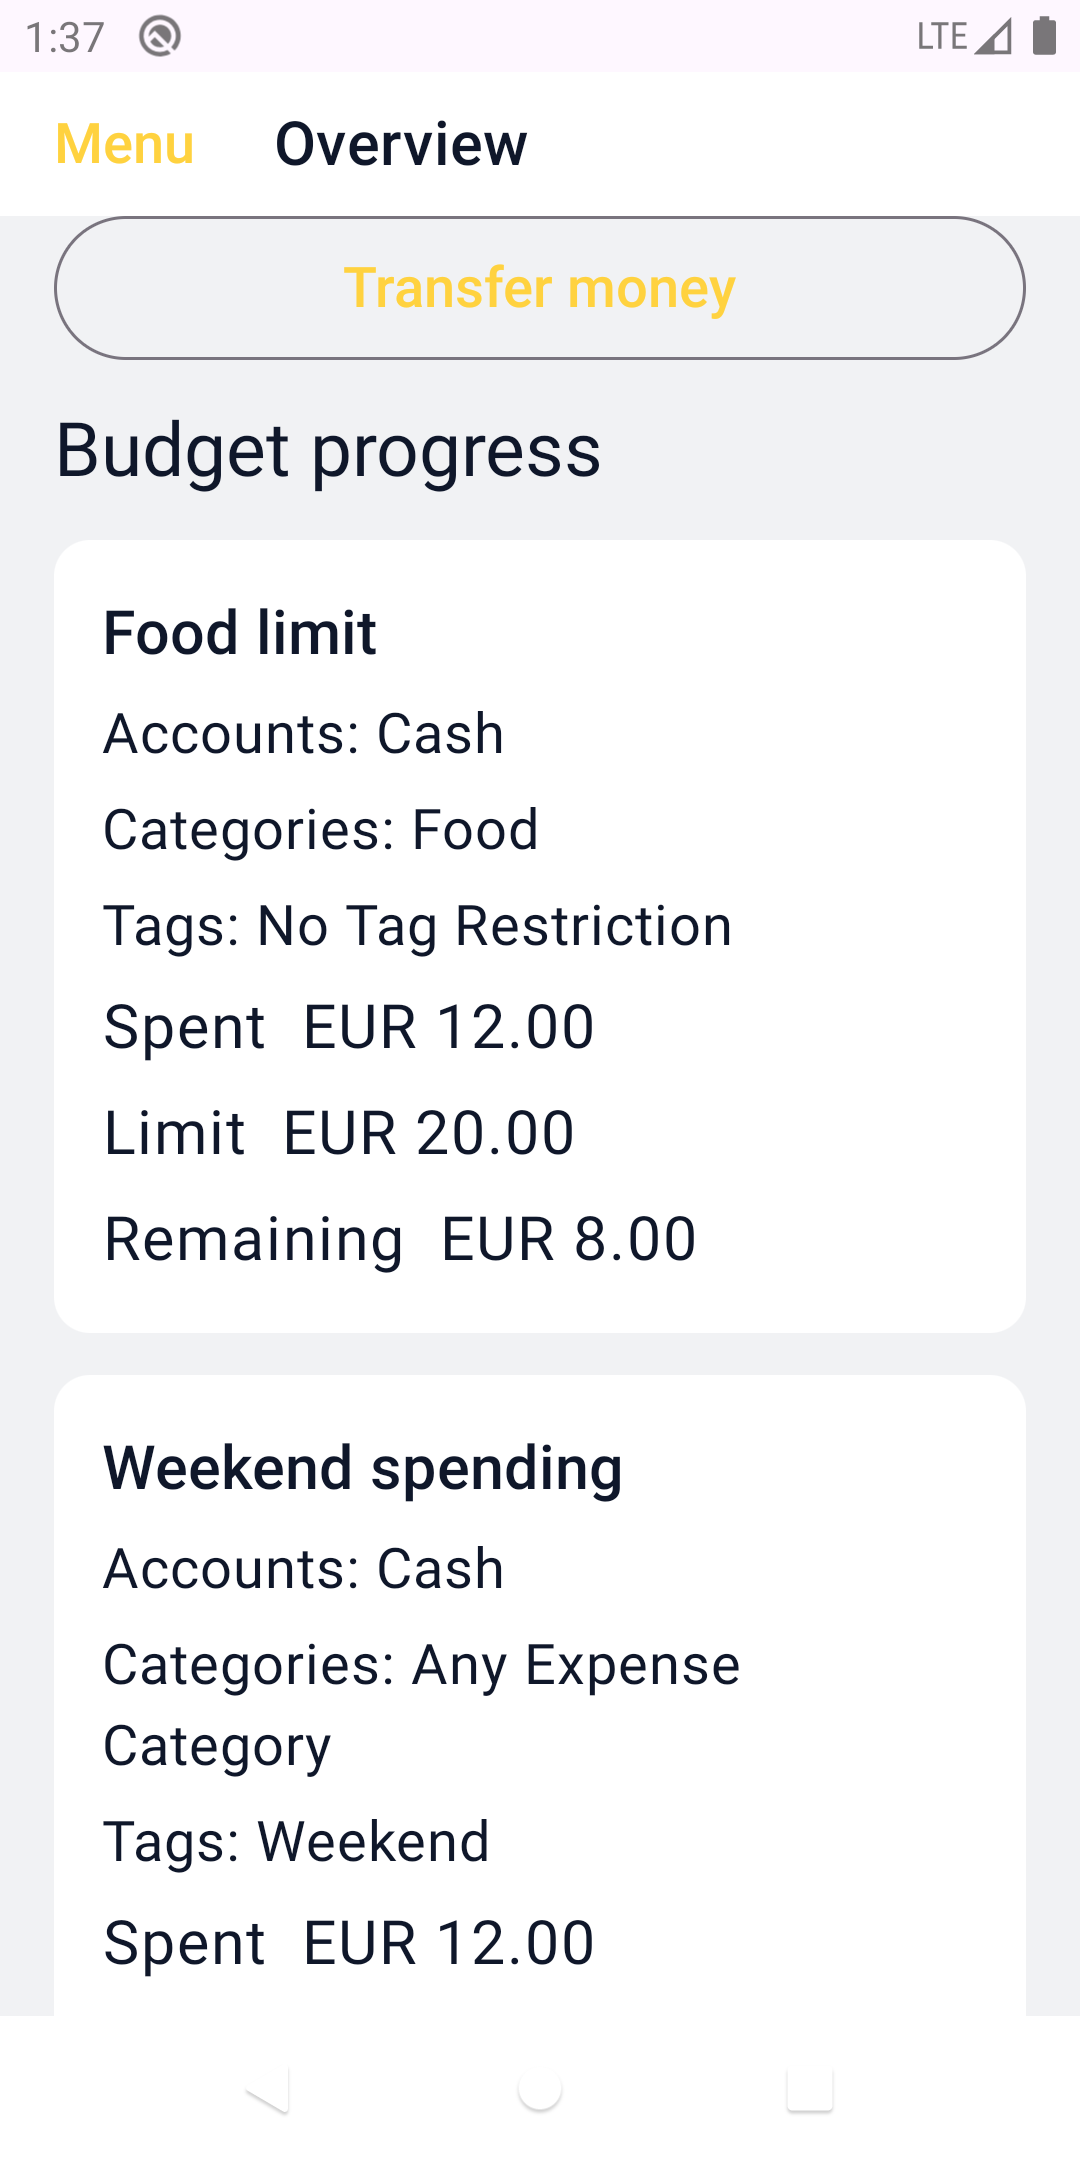 1:37 LTE
Menu Overview
Transfer money
Budget progress
Food limit
Accounts: Cash
Categories: Food
Tags: No Tag Restriction
Spent EUR 12.00
Limit EUR 20.00
Remaining EUR 8.00
Weekend spending
Accounts: Cash
Categories: Any Expense
Category
Tags: Weekend
Spent EUR 12.00